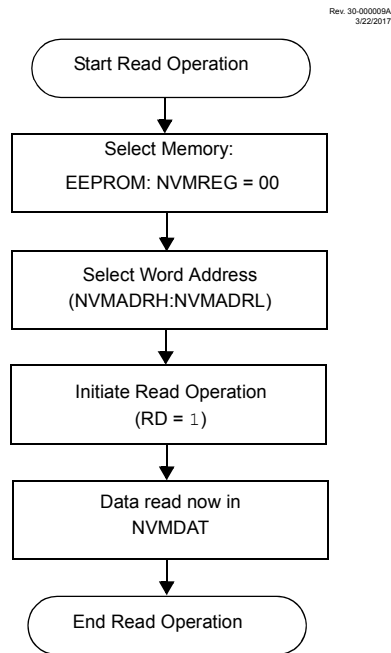 Rev. 30-000009A
3/22/2017
Start Read Operation
Select Memory:
EEPROM: NVMREG = 00
Select Word Address
(NVMADRH:NVMADRL)
Initiate Read Operation
(RD = 1)
Data read now in
NVMDAT
End Read Operation